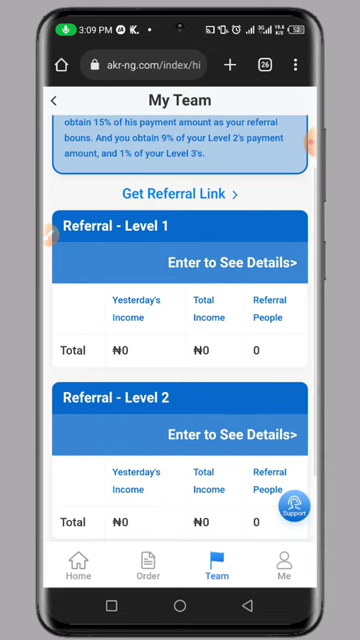 3:09 PM K.
akr-ng.com/index/hi
26
My Team
obtain 15% of his payment amount as your referral
bouns. And you obtain 9% of your Level 2's payment
amount, and 1% of your Level 3's.
Get Referral Link >
Referral - Level 1
Enter to See Details>
Yesterday's Income Total Income Referral People
Total ₦0 ₦0 0
Referral - Level 2
Enter to See Details>
Yesterday's Income Total Income Referral People
Total ₦0 ₦0 0
Support
Home Order Team Me